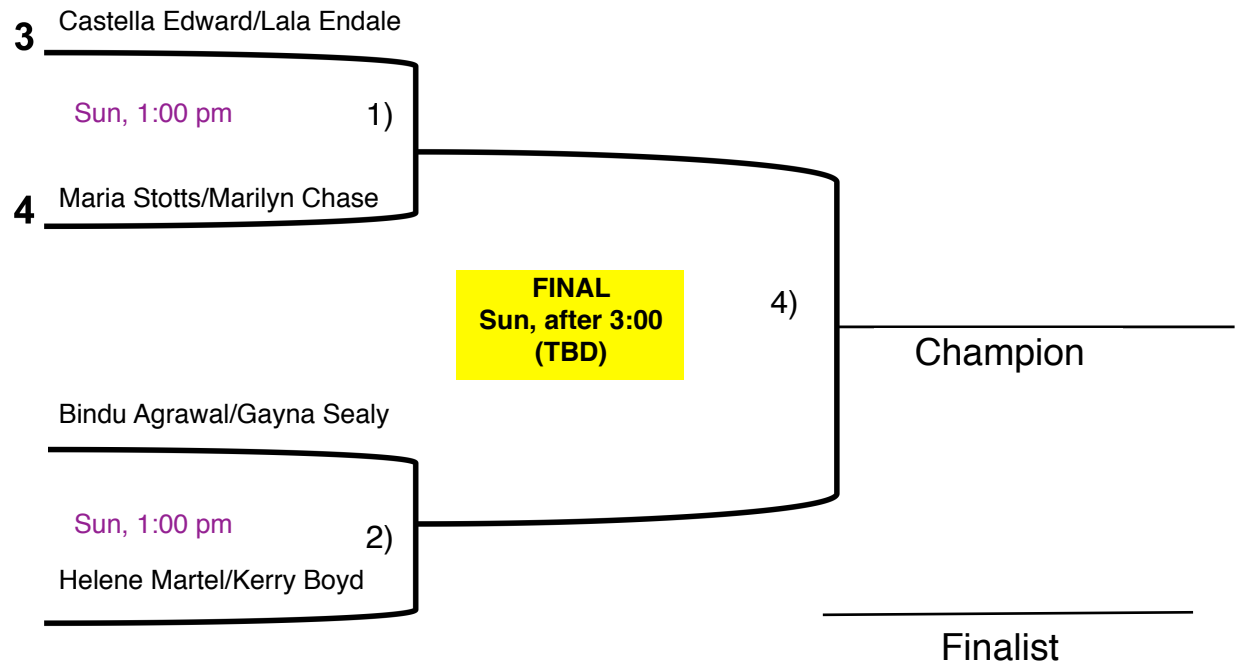 3 Castella Edward/Lala Endale
Sun, 1:00 pm 1)
4 Maria Stotts/Marilyn Chase
FINAL
Sun, after 3:00
(TBD)
4)
Champion
Bindu Agrawal/Gayna Sealy
Sun, 1:00 pm 2)
Helene Martel/Kerry Boyd
Finalist